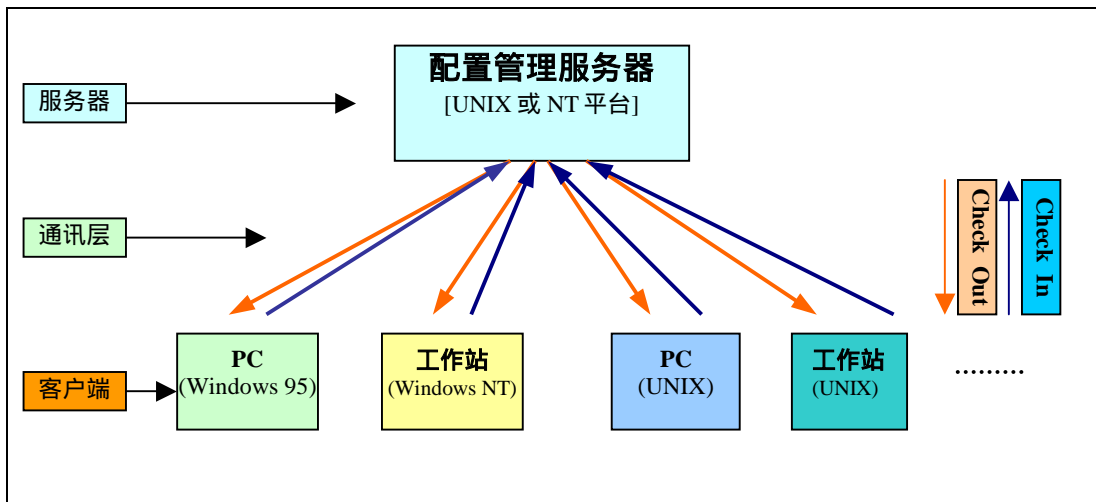 配置管理服务器
[UNIX 或 NT 平台]
服务器
通讯层
Check Out
Check In
PC
(Windows 95)
工作站
(Windows NT)
PC
(UNIX)
工作站
(UNIX)
………
客户端